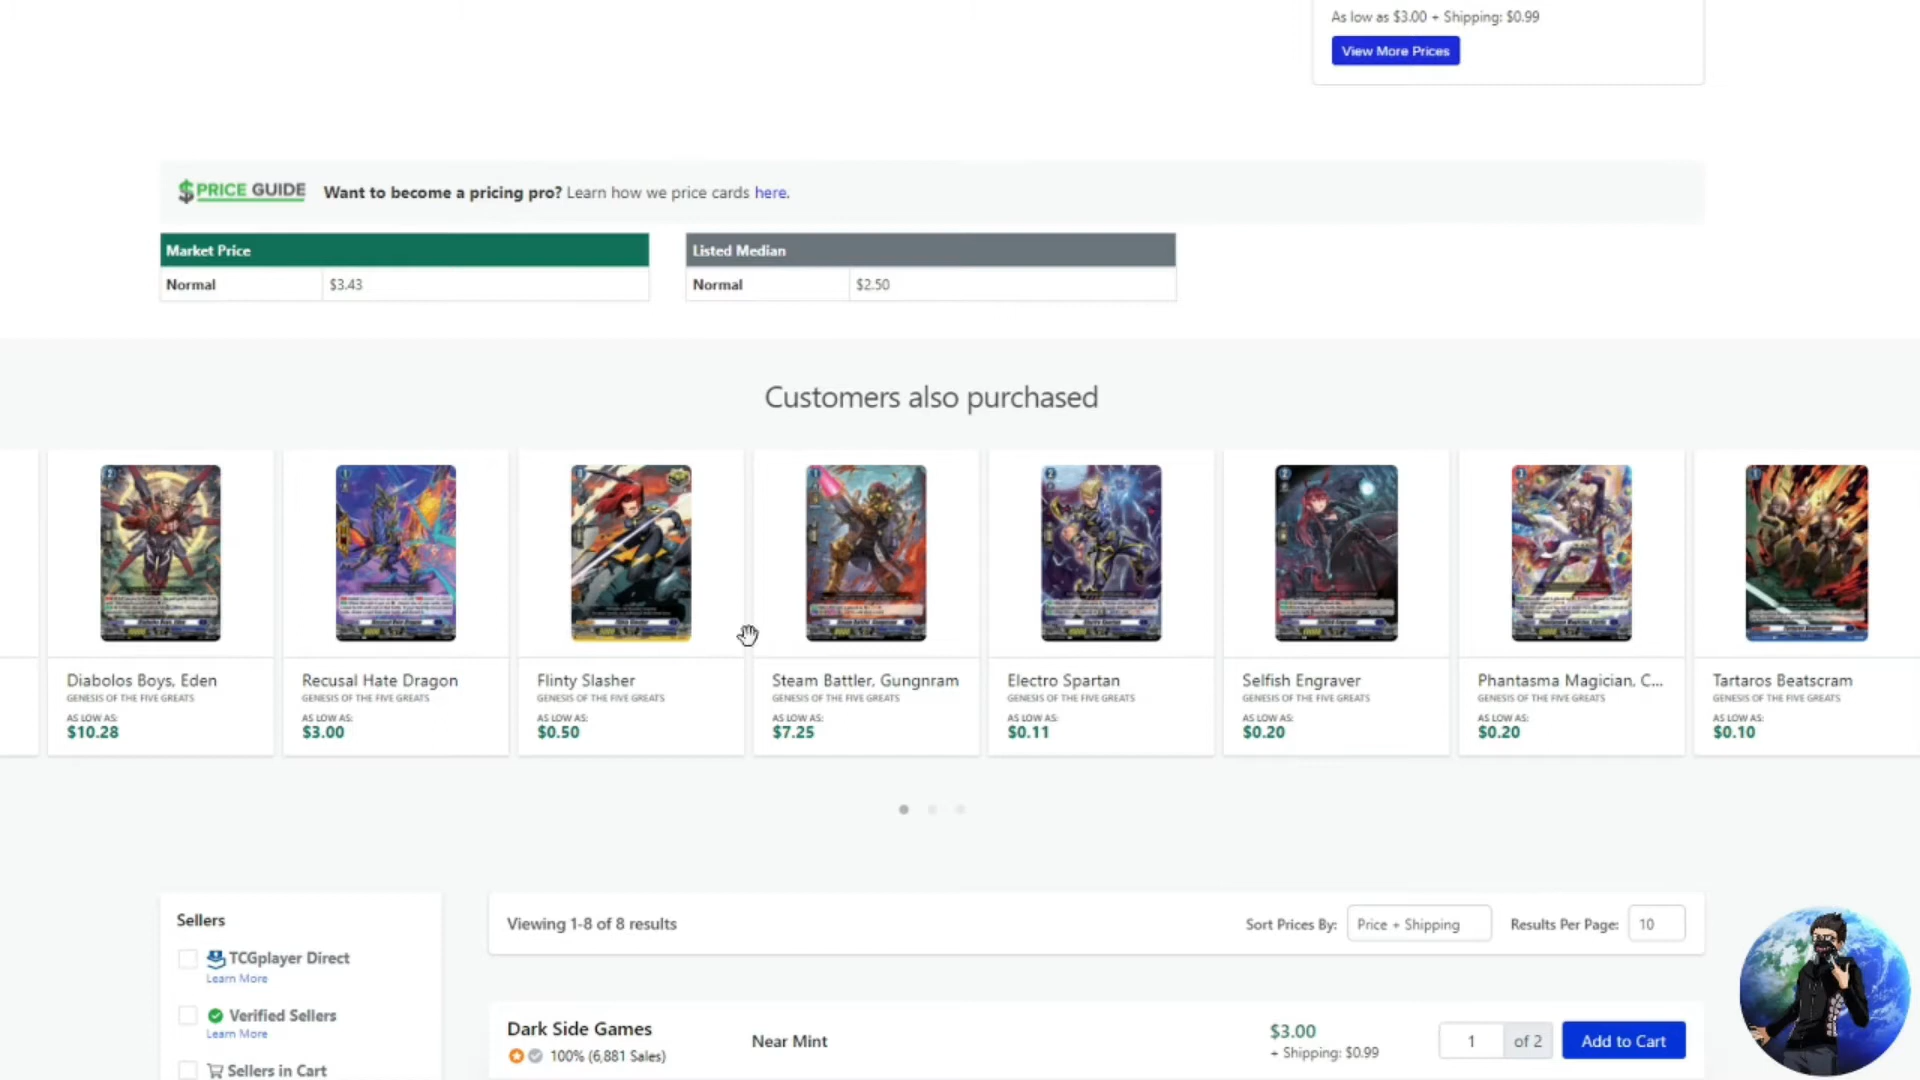 As low as $3.00 + Shipping: $0.99
View More Prices
$PRICE GUIDE Want to become a pricing pro? Learn how we price cards here.
Market Price
Normal $3.43
Listed Median
Normal $2.50
Customers also purchased
Diabolos Boys, Eden
GENESIS OF THE FIVE GREATS
AS LOW AS:
$10.28
Recusal Hate Dragon
GENESIS OF THE FIVE GREATS
AS LOW AS:
$3.00
Flinty Slasher
GENESIS OF THE FIVE GREATS
AS LOW AS:
$0.50
Steam Battler, Gungnram
GENESIS OF THE FIVE GREATS
AS LOW AS:
$7.25
Electro Spartan
GENESIS OF THE FIVE GREATS
AS LOW AS:
$0.11
Selfish Engraver
GENESIS OF THE FIVE GREATS
AS LOW AS:
$0.20
Phantasma Magician, C...
GENESIS OF THE FIVE GREATS
AS LOW AS:
$0.20
Tartaros Beatscram
GENESIS OF THE FIVE GREATS
AS LOW AS:
$0.10
Sellers
TCGplayer Direct
Learn More
Verified Sellers
Learn More
Sellers in Cart
Viewing 1-8 of 8 results
Sort Prices By: Price + Shipping Results Per Page: 10
Dark Side Games
100% (6,881 Sales)
Near Mint
$3.00
+ Shipping: $0.99
1 of 2 Add to Cart